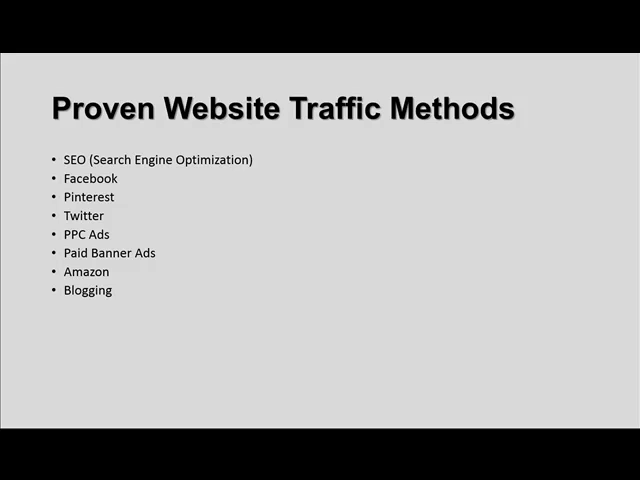 Proven Website Traffic Methods
• SEO (Search Engine Optimization)
• Facebook
• Pinterest
• Twitter
• PPC Ads
• Paid Banner Ads
• Amazon
• Blogging